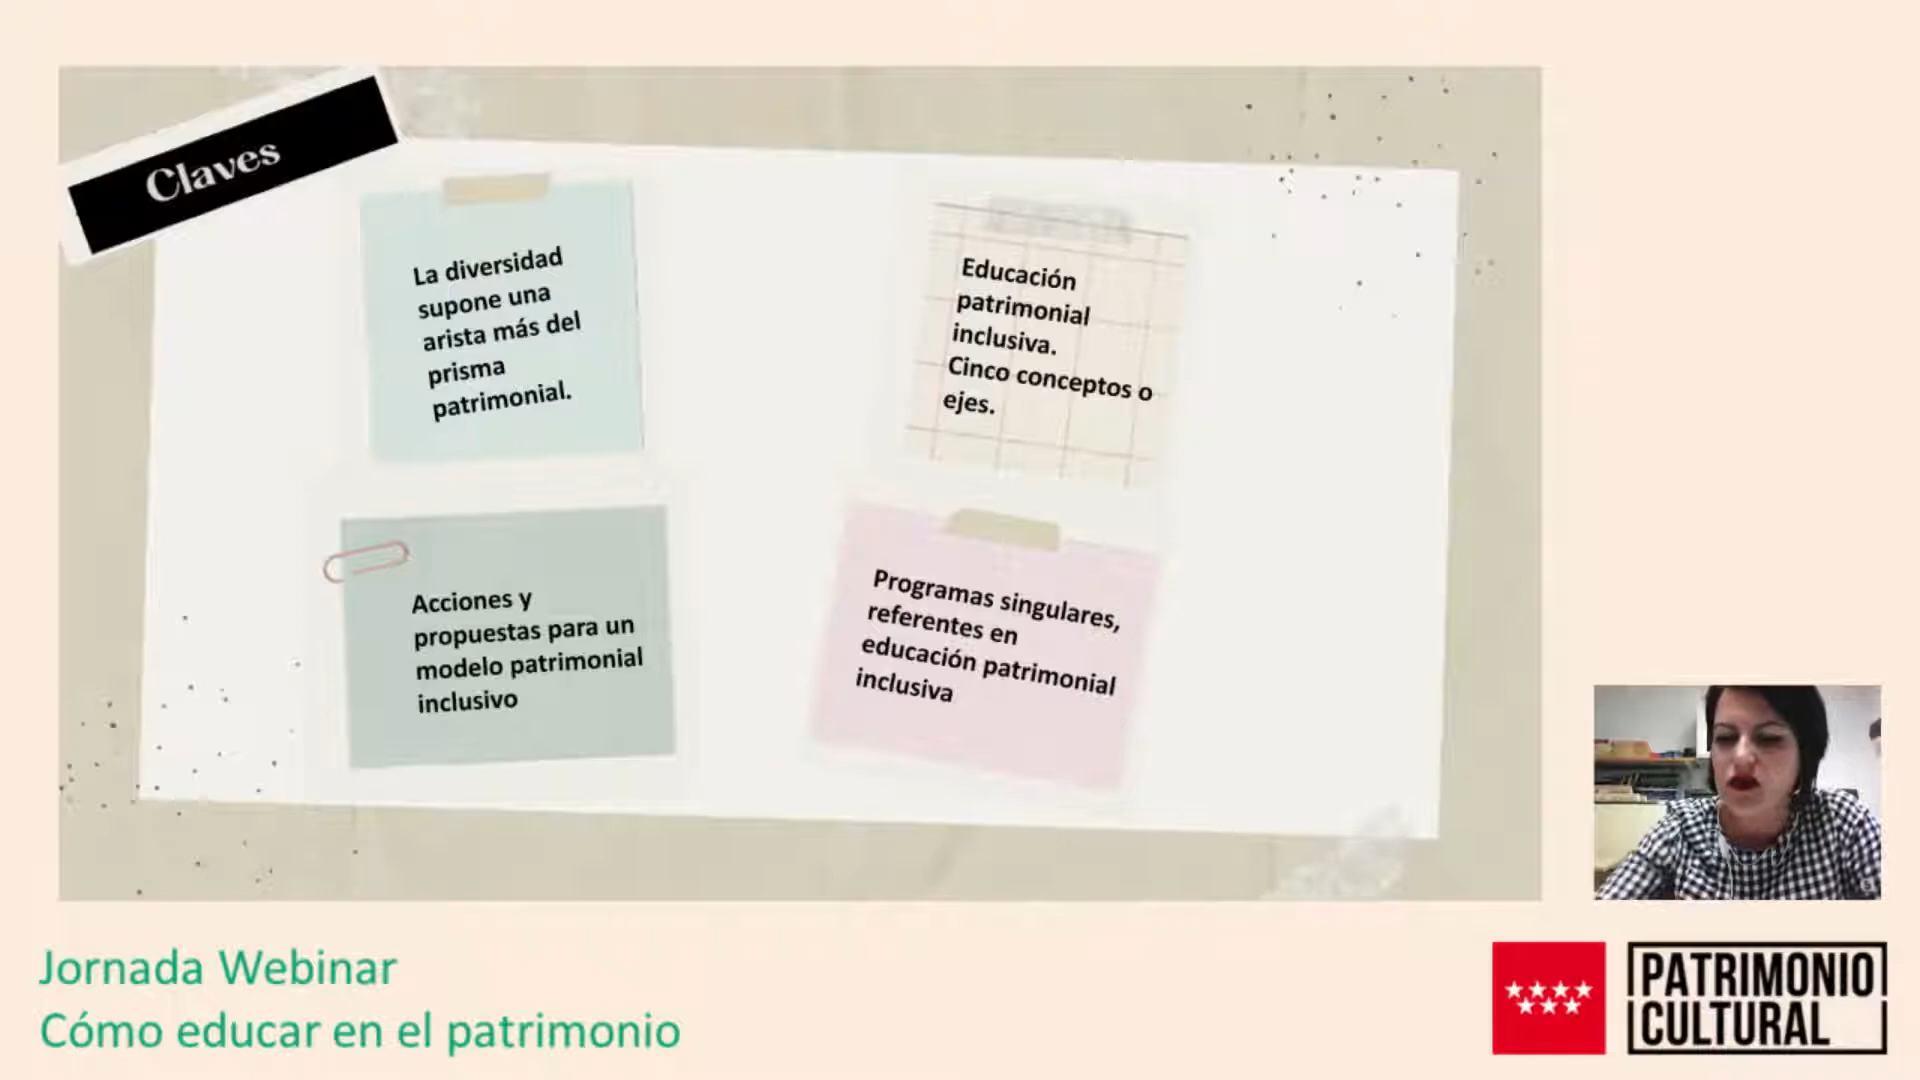 Claves
La diversidad
supone una
arista más del
prisma
patrimonial.
Educación
patrimonial
inclusiva.
Cinco conceptos o
ejes.
Acciones y
propuestas para un
modelo patrimonial
inclusivo
Programas singulares,
referentes en
educación patrimonial
inclusiva
Jornada Webinar
Cómo educar en el patrimonio
PATRIMONIO
CULTURAL